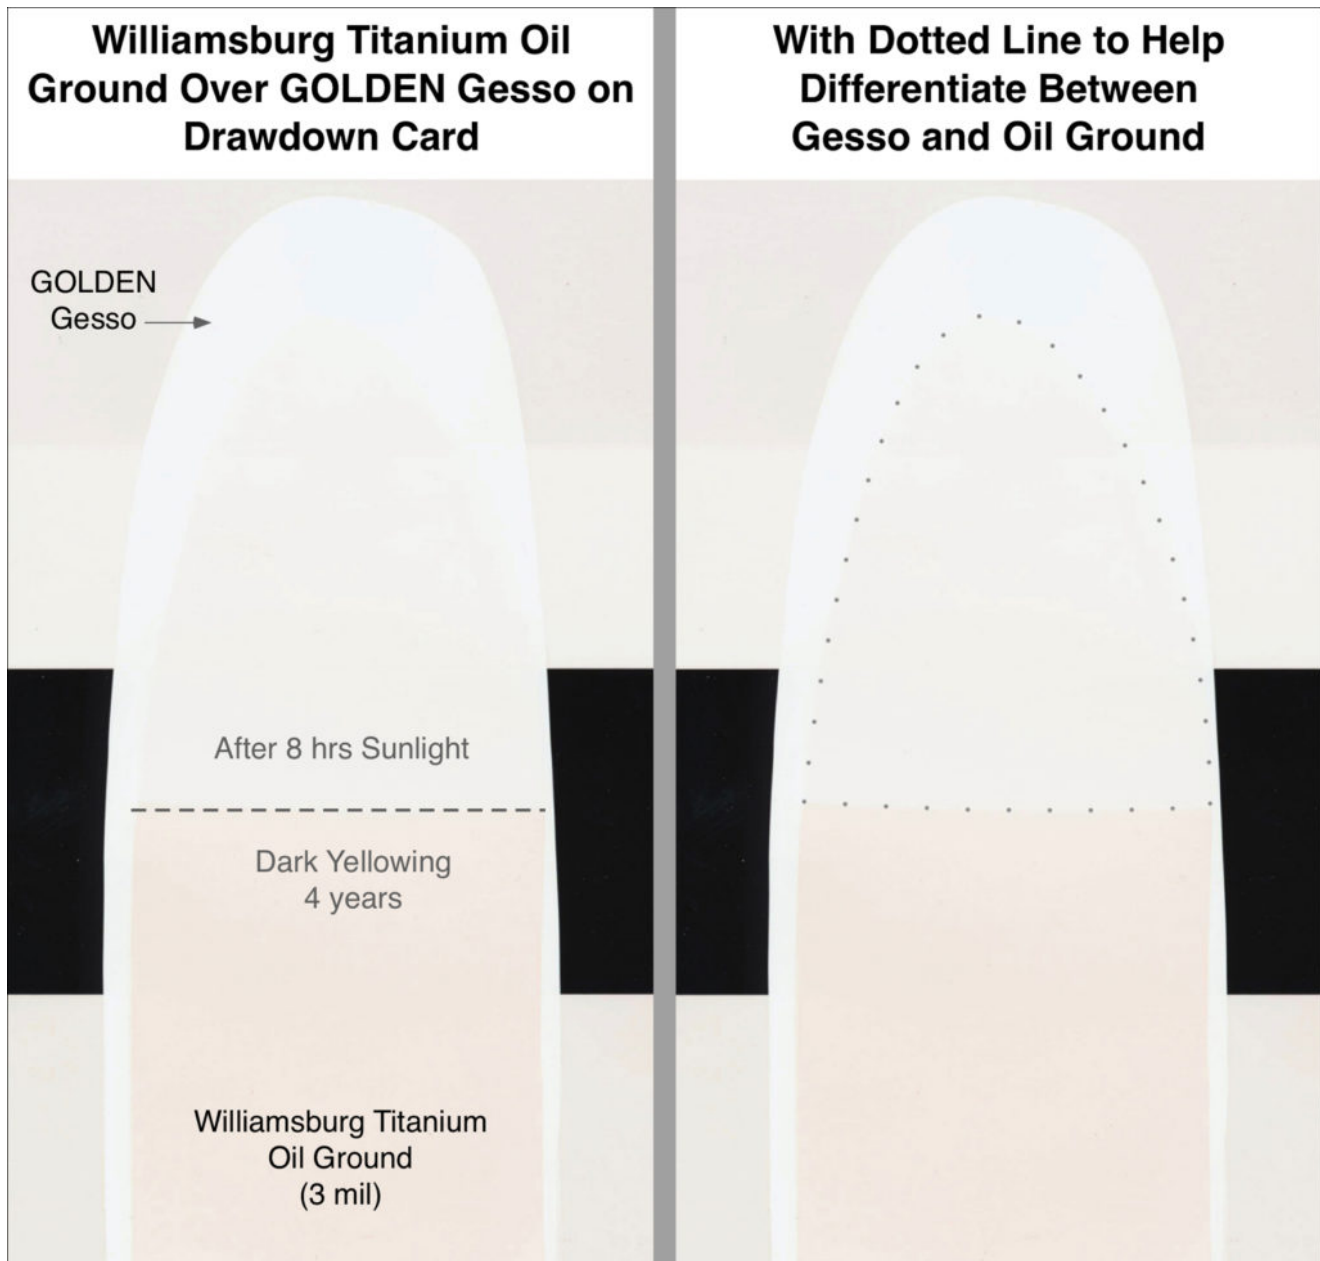 Williamsburg Titanium Oil
Ground Over GOLDEN Gesso on
Drawdown Card
GOLDEN
Gesso
After 8 hrs Sunlight
Dark Yellowing
4 years
Williamsburg Titanium
Oil Ground
(3 mil)
With Dotted Line to Help
Differentiate Between
Gesso and Oil Ground